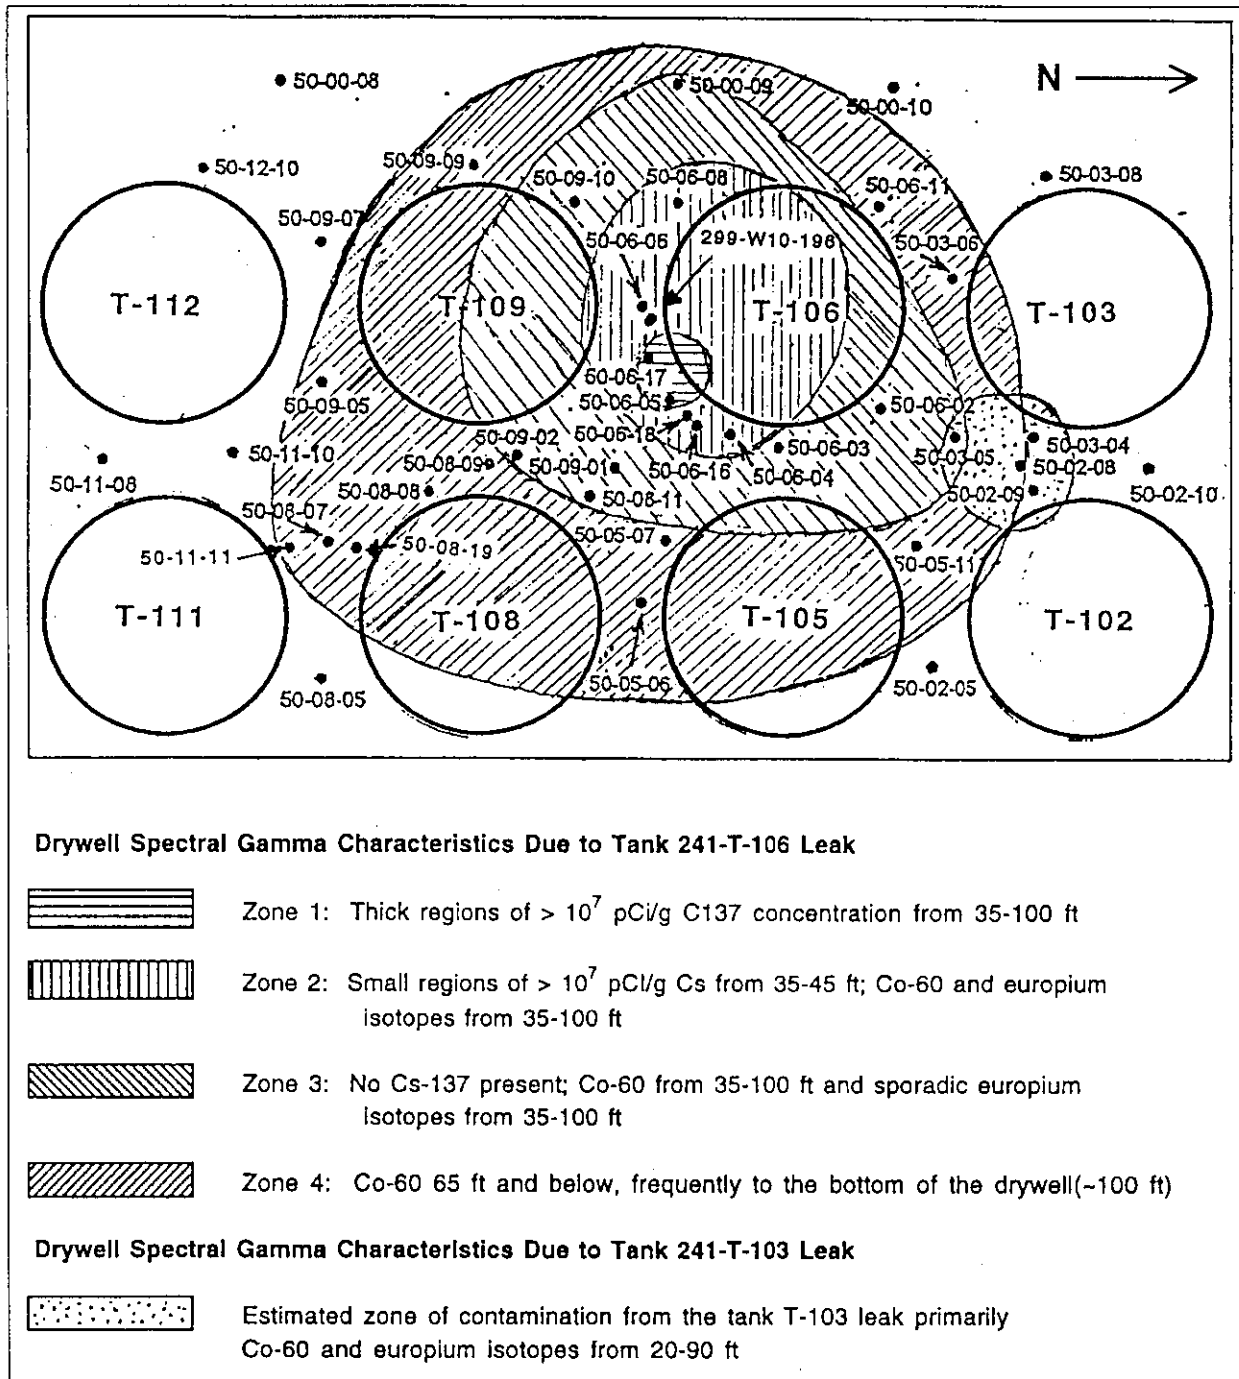 50-00-08
50-00-09
50-00-10
N
50-12-10
50-09-09
50-09-10
50-06-08
50-06-11
50-03-08
50-09-07
50-06-06
299-W10-196
50-03-06
T-112
T-109
T-106
T-103
50-06-17
50-09-05
50-06-05
50-06-02
50-11-10
50-09-02
50-06-18
50-06-03
50-03-04
50-08-09
50-09-01
50-06-16
50-06-04
50-03-05
50-02-08
50-11-08
50-08-08
50-08-11
50-02-09
50-02-10
50-08-07
50-05-07
50-11-11
50-08-19
50-05-11
T-111
T-108
T-105
T-102
50-08-05
50-05-06
50-02-05
Drywell Spectral Gamma Characteristics Due to Tank 241-T-106 Leak
Zone 1: Thick regions of > 10⁷ pCi/g C137 concentration from 35-100 ft
Zone 2: Small regions of > 10⁷ pCi/g Cs from 35-45 ft; Co-60 and europium
isotopes from 35-100 ft
Zone 3: No Cs-137 present; Co-60 from 35-100 ft and sporadic europium
isotopes from 35-100 ft
Zone 4: Co-60 65 ft and below, frequently to the bottom of the drywell(~100 ft)
Drywell Spectral Gamma Characteristics Due to Tank 241-T-103 Leak
Estimated zone of contamination from the tank T-103 leak primarily
Co-60 and europium isotopes from 20-90 ft